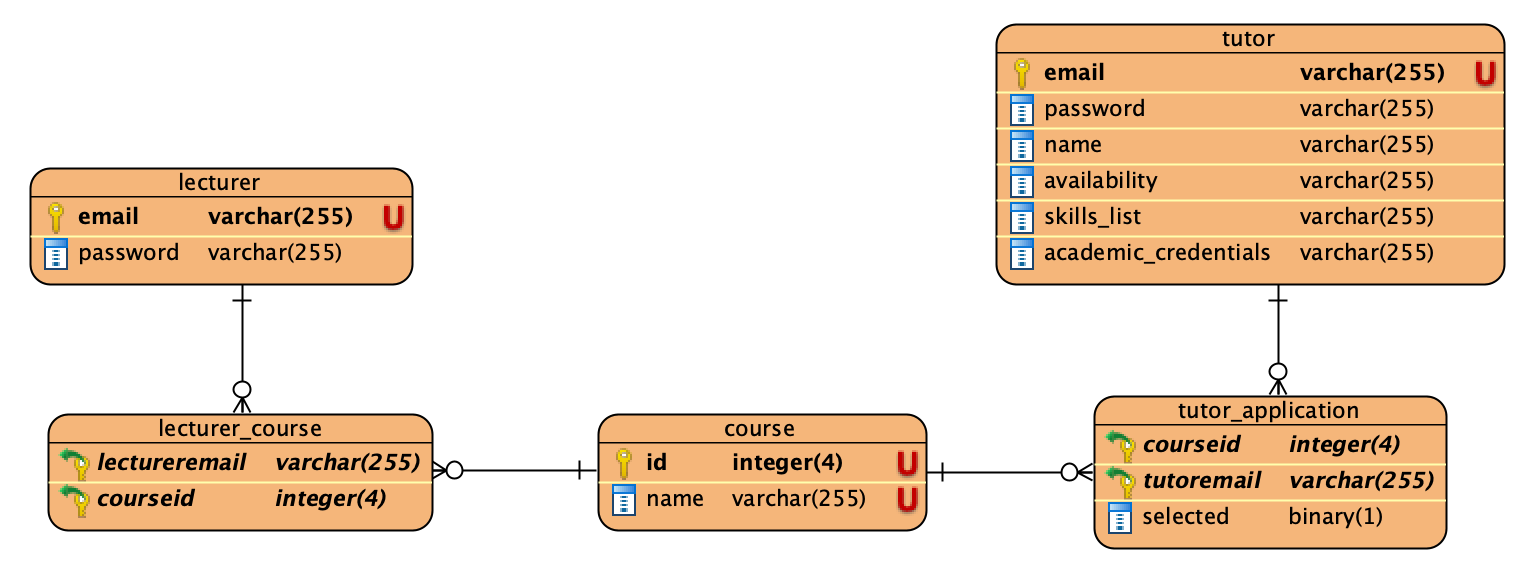 tutor
email varchar(255) U
password varchar(255)
name varchar(255)
availability varchar(255)
skills_list varchar(255)
academic_credentials varchar(255)
lecturer
email varchar(255) U
password varchar(255)
lecturer_course
lectureremail varchar(255)
courseid integer(4)
course
id integer(4) U
name varchar(255) U
tutor_application
courseid integer(4)
tutoremail varchar(255)
selected binary(1)